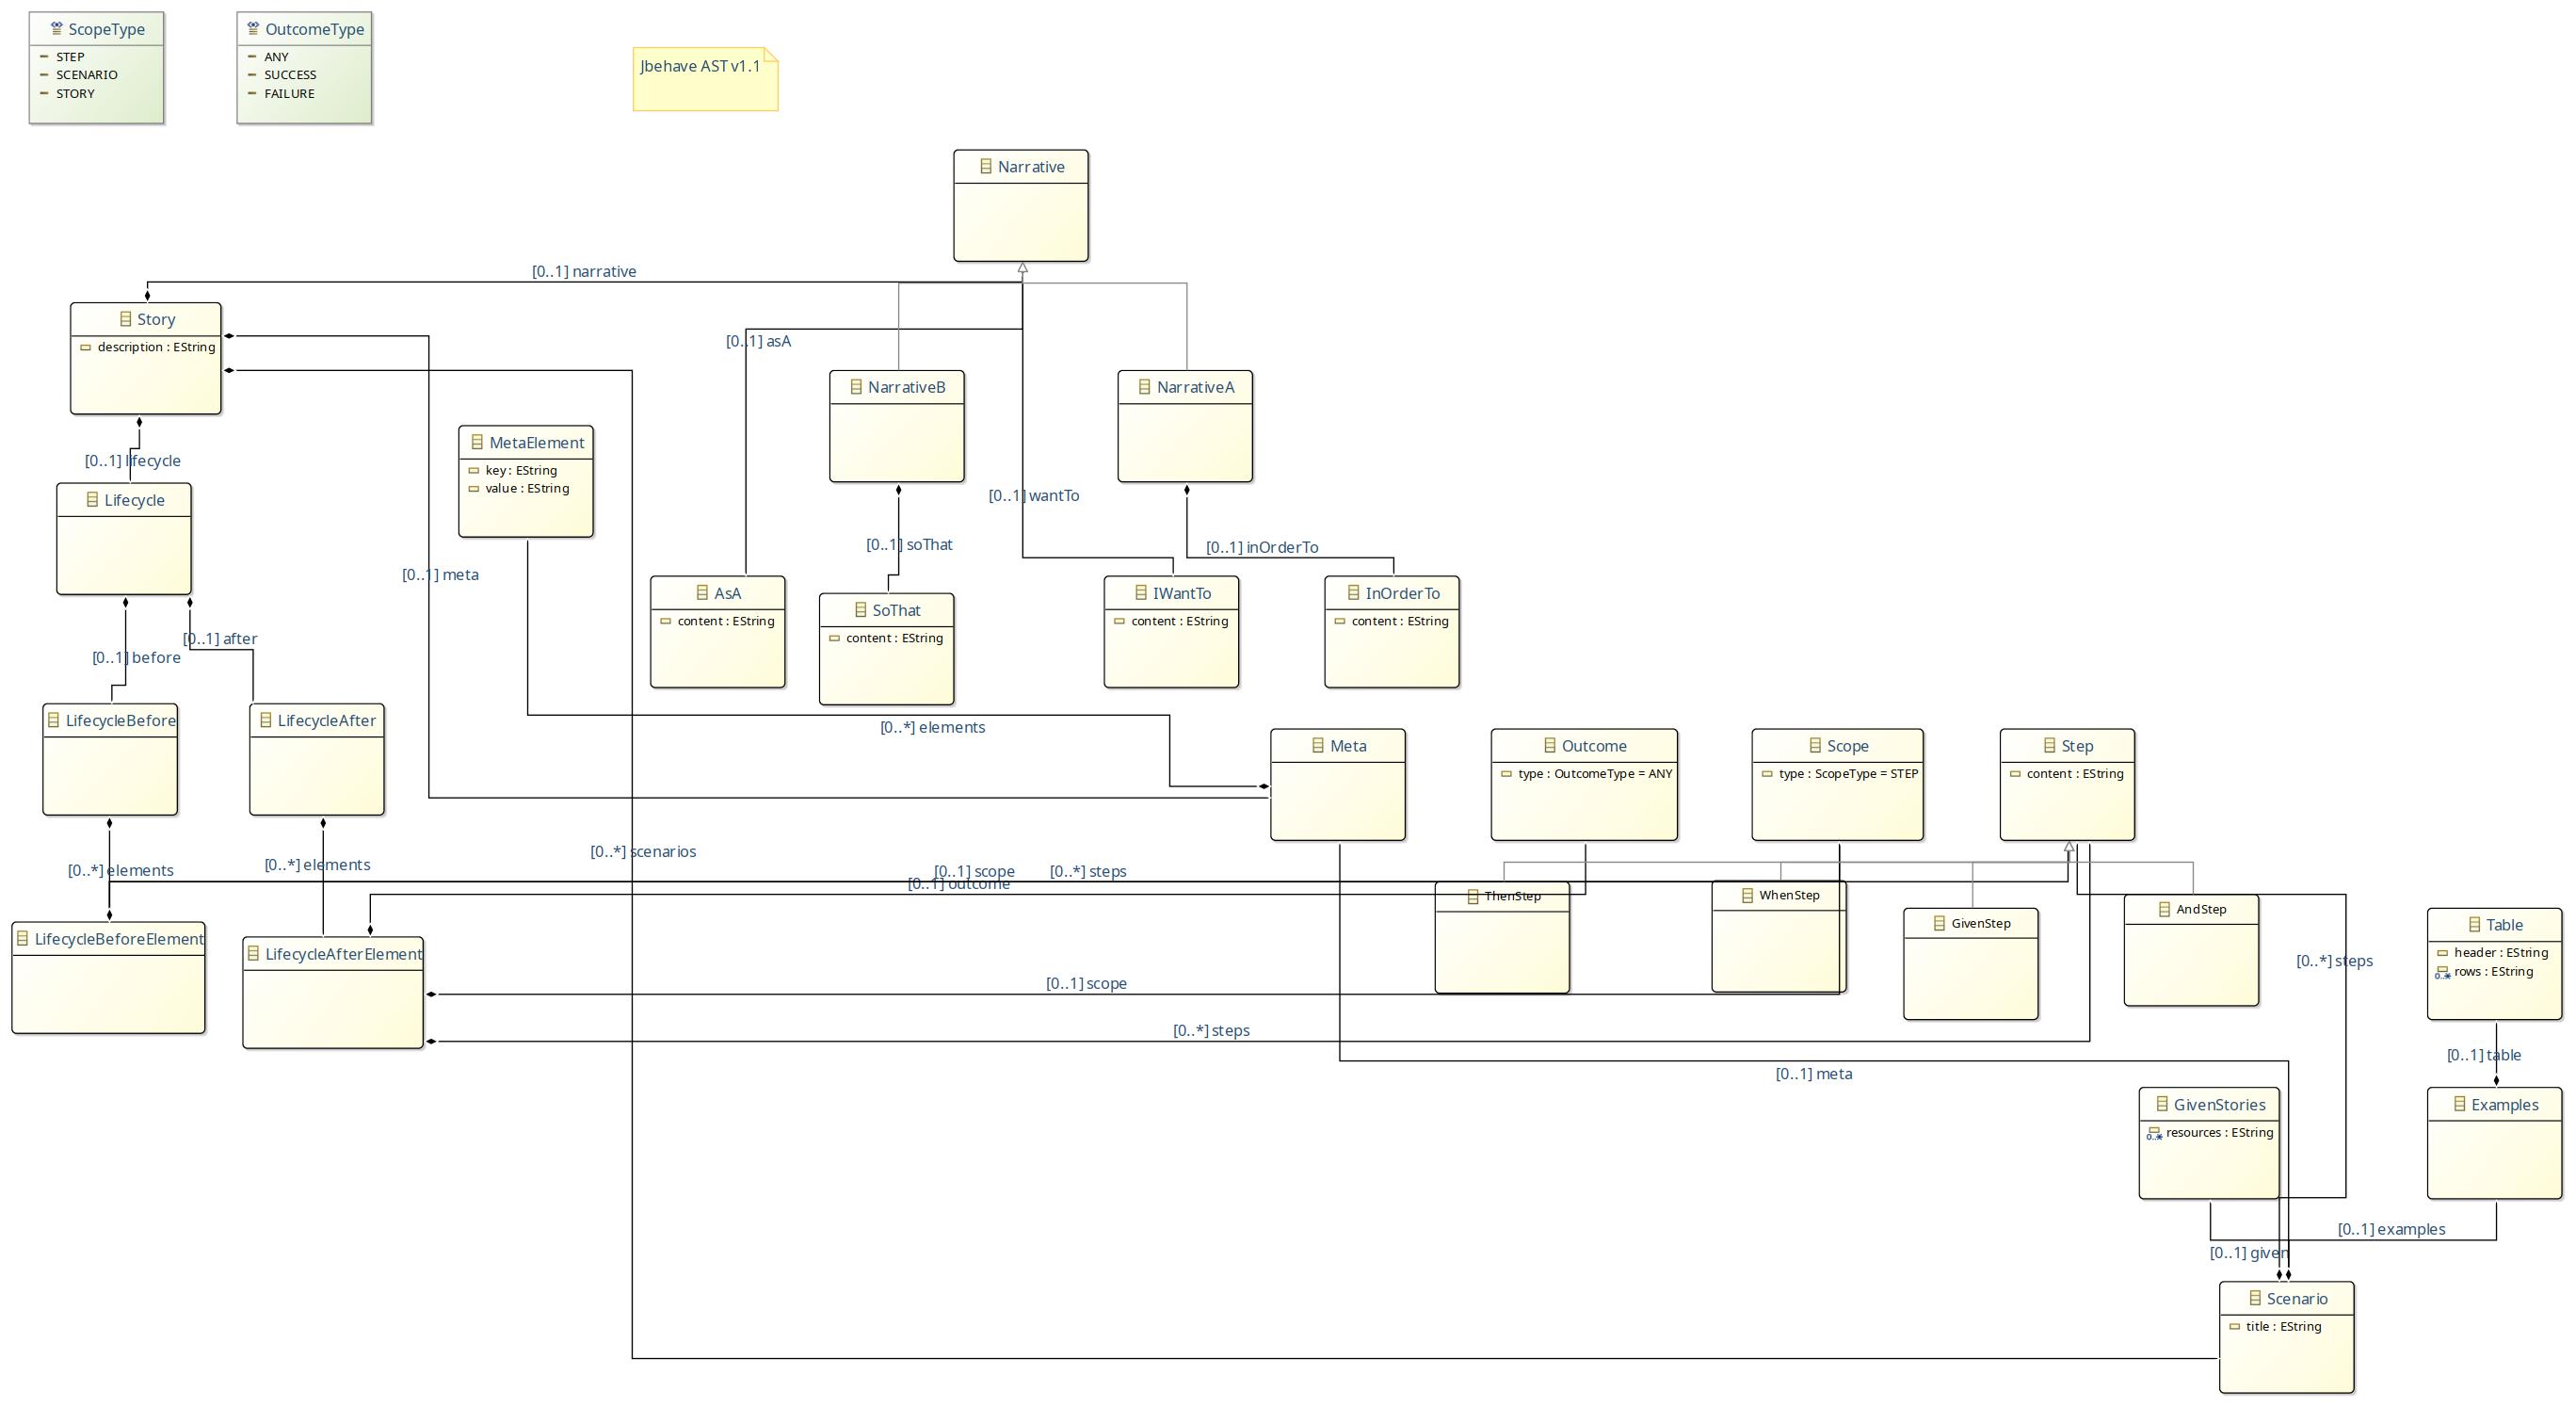 ScopeType
STEP
SCENARIO
STORY
OutcomeType
ANY
SUCCESS
FAILURE
Jbehave AST v1.1
Narrative
[0..1] narrative
Story
description : EString
[0..1] asA
NarrativeB
NarrativeA
MetaElement
key : EString
value : EString
[0..1] lifecycle
Lifecycle
[0..1] wantTo
[0..1] soThat
[0..1] inOrderTo
[0..1] meta
AsA
content : EString
SoThat
content : EString
IWantTo
content : EString
InOrderTo
content : EString
[0..1] after
[0..1] before
LifecycleBefore
LifecycleAfter
[0..*] elements
Meta
Outcome
type : OutcomeType = ANY
Scope
type : ScopeType = STEP
Step
content : EString
[0..*] elements
[0..*] elements
[0..*] scenarios
[0..1] scope
[0..*] steps
[0..1] outcome
ThenStep
WhenStep
GivenStep
AndStep
LifecycleBeforeElement
LifecycleAfterElement
Table
header : EString
0..* rows : EString
[0..*] steps
[0..1] scope
[0..*] steps
[0..1] table
[0..1] meta
GivenStories
0..* resources : EString
Examples
[0..1] examples
[0..1] given
Scenario
title : EString